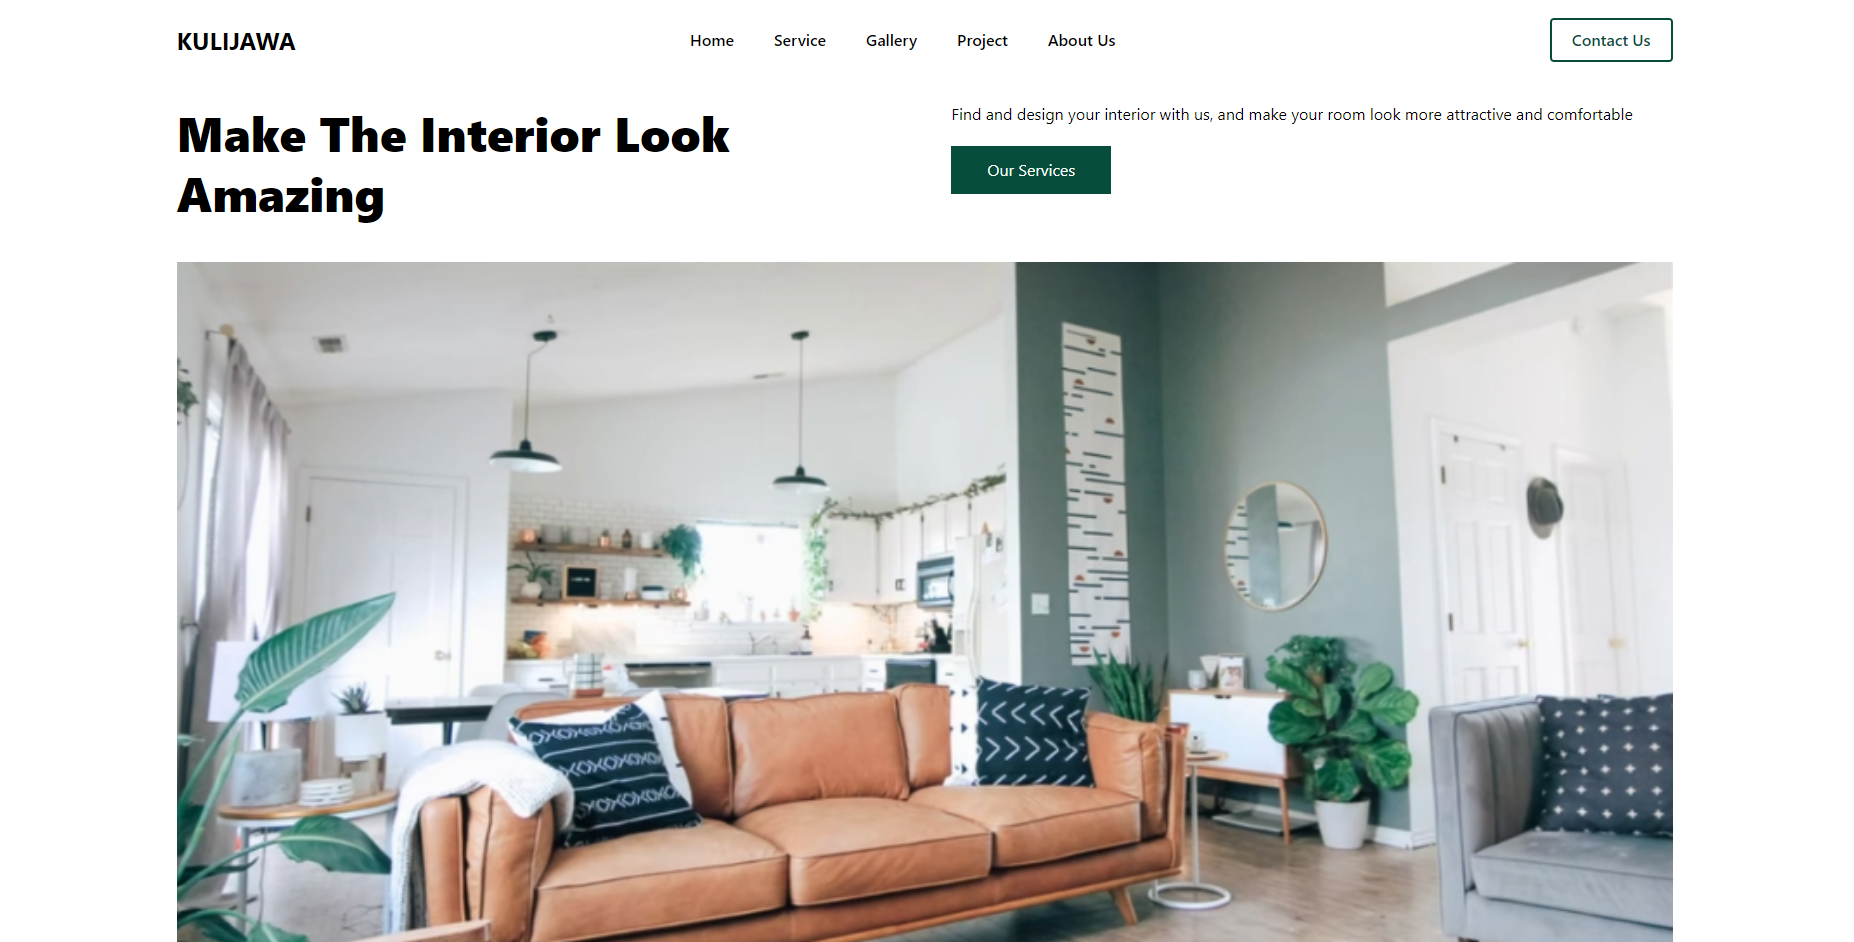 KULIJAWA
Home Service Gallery Project About Us
Contact Us
Make The Interior Look
Amazing
Find and design your interior with us, and make your room look more attractive and comfortable
Our Services